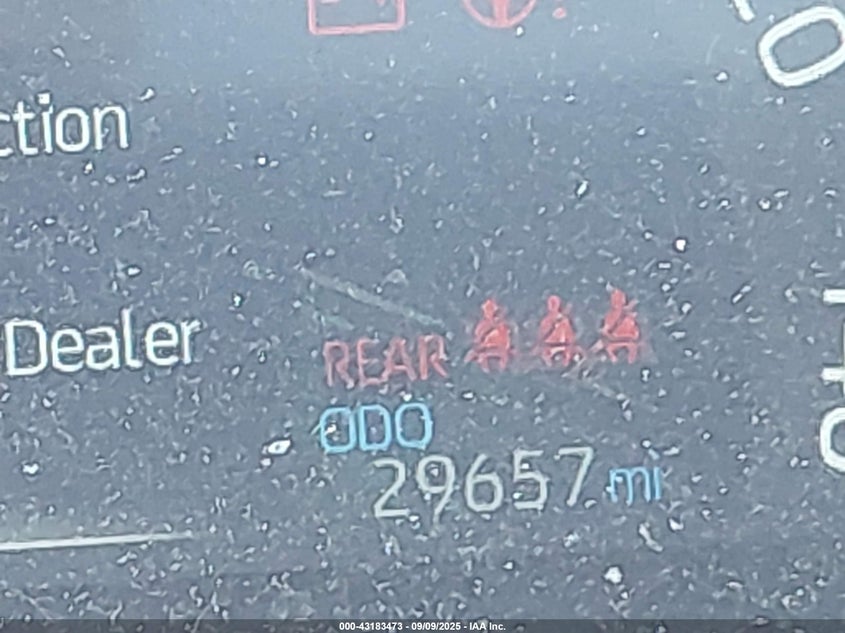 ction
Dealer
REAR
ODO
29657 mi
000-43183473 - 09/09/2025 - IAA Inc.